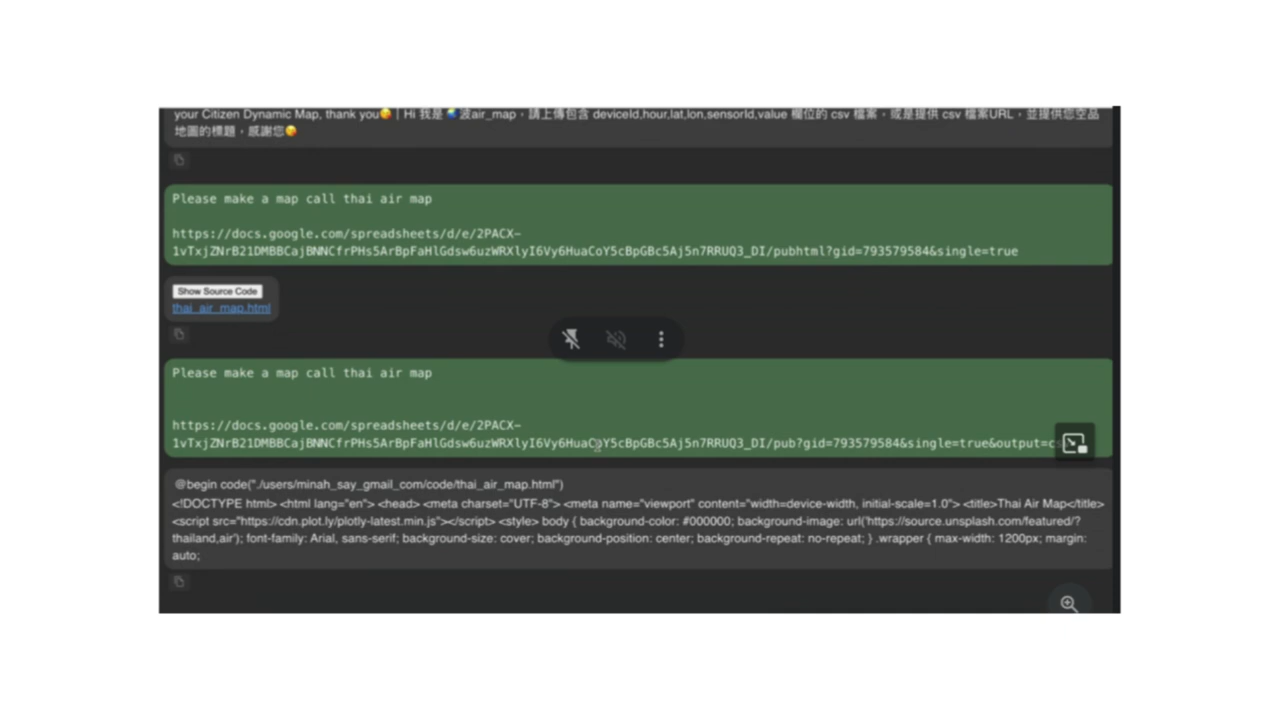 your Citizen Dynamic Map, thank you😘 | Hi 我是 🌏波air_map，請上傳包含 deviceId,hour,lat,lon,sensorId,value 欄位的 csv 檔案，或是提供 csv 檔案URL，並提供您空品
地圖的標題，感謝您😘
Please make a map call thai air map
https://docs.google.com/spreadsheets/d/e/2PACX-
1vTxjZNrB21DMBBCajBNNCfrPHs5ArBpFaHlGdsw6uzWRXlyI6Vy6HuaCoY5cBpGBc5Aj5n7RRUQ3_DI/pubhtml?gid=793579584&single=true
Show Source Code
thai_air_map.html
Please make a map call thai air map
https://docs.google.com/spreadsheets/d/e/2PACX-
1vTxjZNrB21DMBBCajBNNCfrPHs5ArBpFaHlGdsw6uzWRXlyI6Vy6HuaCoY5cBpGBc5Aj5n7RRUQ3_DI/pub?gid=793579584&single=true&output=c
@begin code("./users/minah_say_gmail_com/code/thai_air_map.html")
<!DOCTYPE html> <html lang="en"> <head> <meta charset="UTF-8"> <meta name="viewport" content="width=device-width, initial-scale=1.0"> <title>Thai Air Map</title>
<script src="https://cdn.plot.ly/plotly-latest.min.js"></script> <style> body { background-color: #000000; background-image: url('https://source.unsplash.com/featured/?
thailand,air'); font-family: Arial, sans-serif; background-size: cover; background-position: center; background-repeat: no-repeat; } .wrapper { max-width: 1200px; margin:
auto;